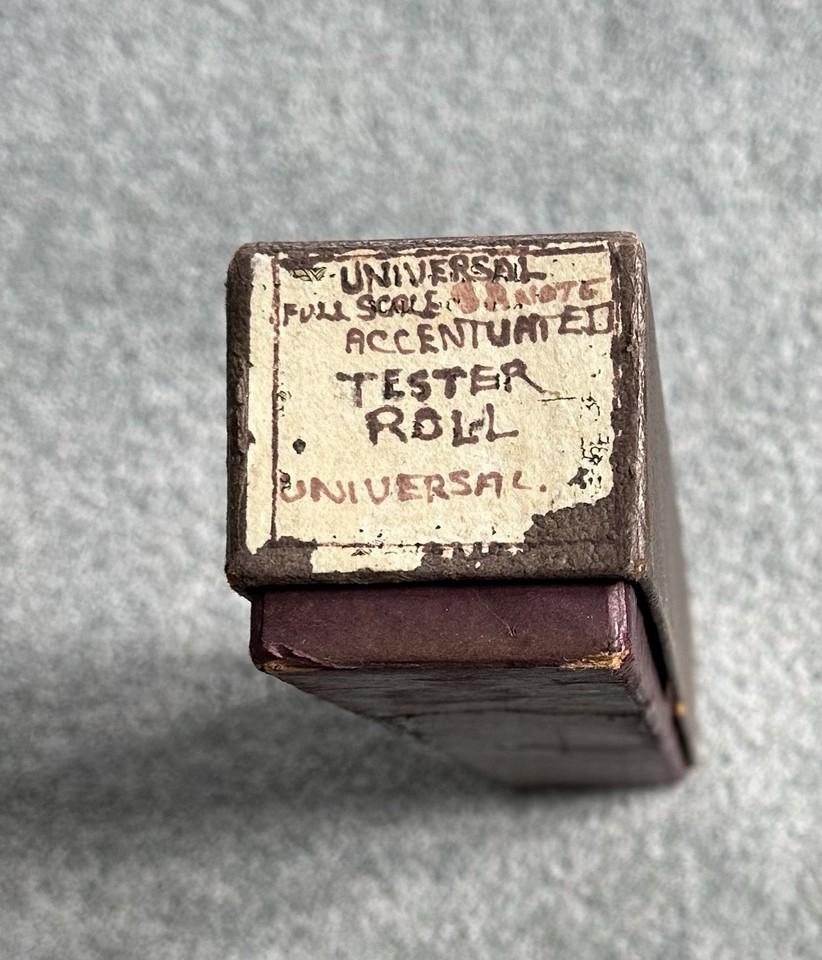 UNIVERSAL
FULL SCALE NOTE
ACCENTUATED
TESTER
ROLL
UNIVERSAL.